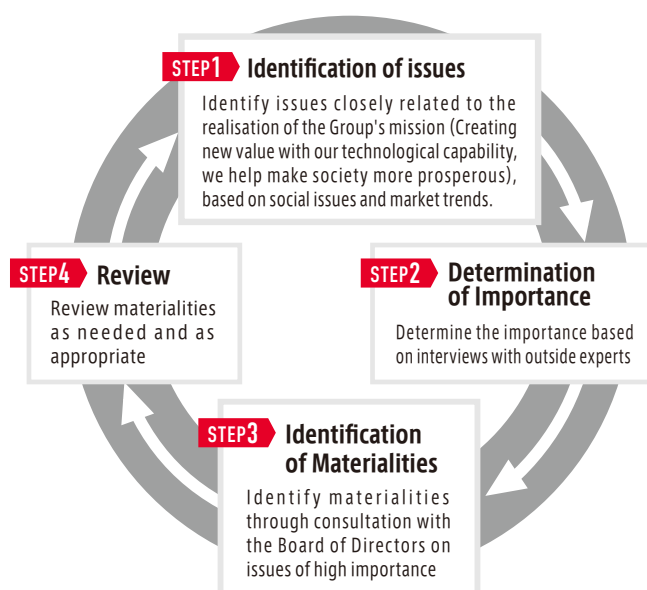 STEP1 Identification of issues
Identify issues closely related to the
realisation of the Group's mission (Creating
new value with our technological capability,
we help make society more prosperous),
based on social issues and market trends.
STEP2 Determination
of Importance
Determine the importance based
on interviews with outside experts
STEP3 Identification
of Materialities
Identify materialities
through consultation with
the Board of Directors on
issues of high importance
STEP4 Review
Review materialities
as needed and as
appropriate